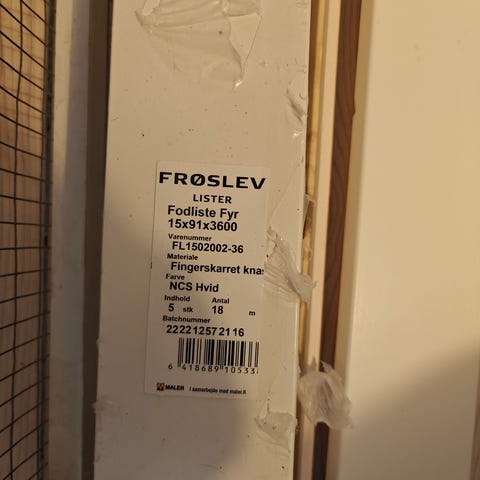 FRØSLEV
LISTER
Fodliste Fyr
15x91x3600
Varenummer
FL1502002-36
Materiale
Fingerskarret knas
Farve
NCS Hvid
Indhold Antal
5 stk 18 m
Batchnummer
222212572116
6 418689 10533
MALER I samarbejde med maler.fi